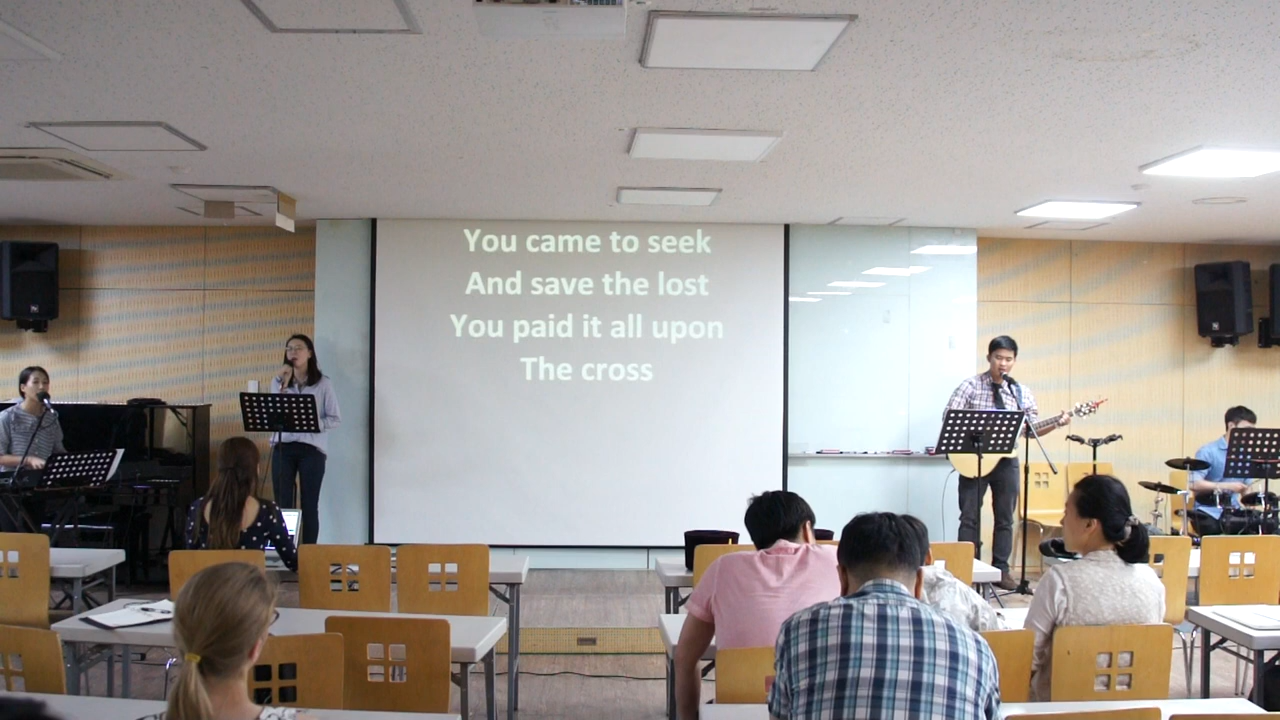 You came to seek
And save the lost
You paid it all upon
The cross